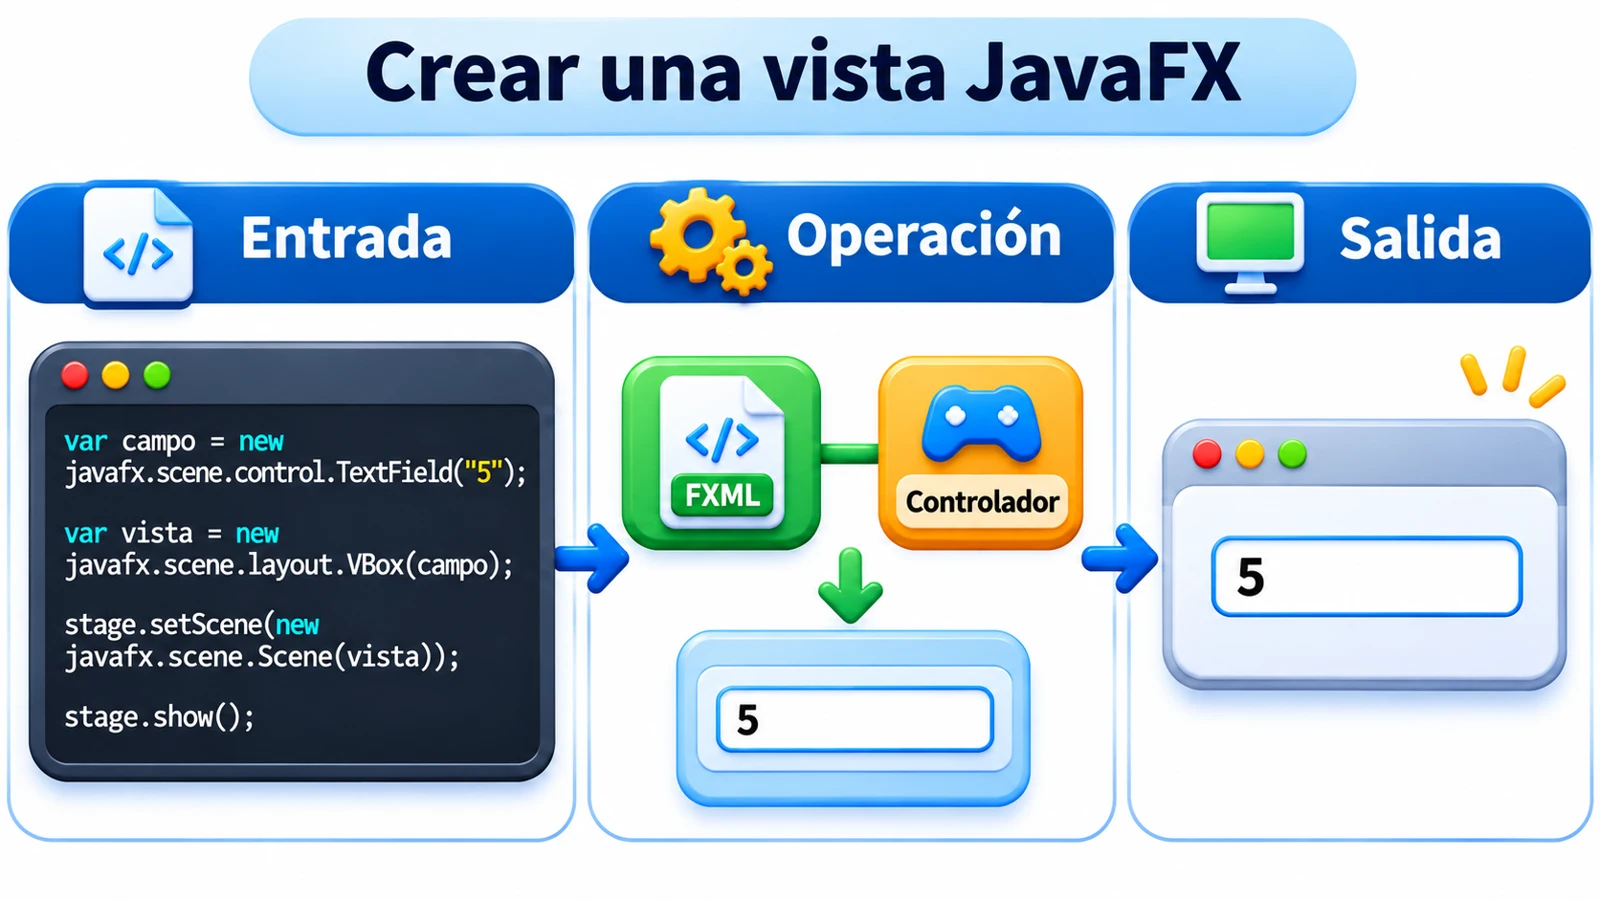 Crear una vista JavaFX
Entrada
var campo = new
javafx.scene.control.TextField("5");
var vista = new
javafx.scene.layout.VBox(campo);
stage.setScene(new
javafx.scene.Scene(vista));
stage.show();
Operación
FXML
Controlador
5
Salida
5